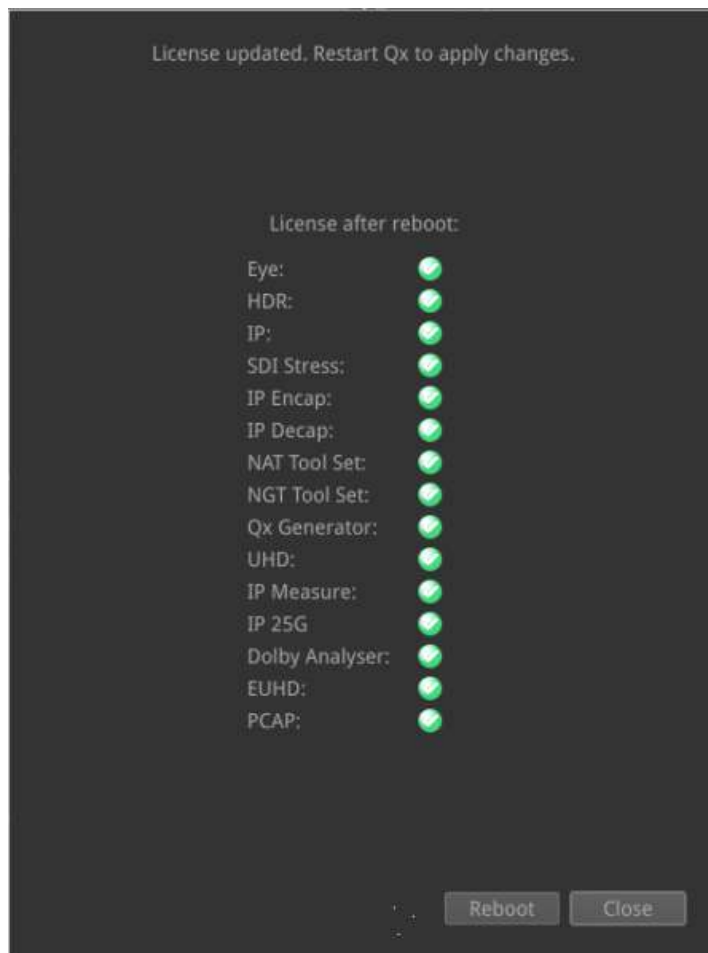 License updated. Restart Qx to apply changes.
License after reboot:
Eye:
HDR:
IP:
SDI Stress:
IP Encap:
IP Decap:
NAT Tool Set:
NGT Tool Set:
Qx Generator:
UHD:
IP Measure:
IP 25G
Dolby Analyser:
EUHD:
PCAP:
Reboot Close